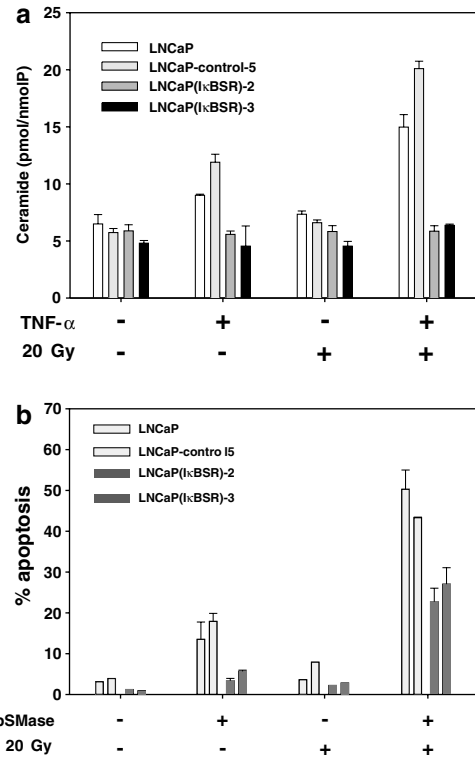 a
25
20
15
10
5
0
Ceramide (pmol/nmolP)
LNCaP
LNCaP-control-5
LNCaP(IκBSR)-2
LNCaP(IκBSR)-3
TNF-α - + - +
20 Gy - - + +
b
70
60
50
40
30
20
10
0
% apoptosis
LNCaP
LNCaP-contro l5
LNCaP(IκBSR)-2
LNCaP(IκBSR)-3
SMase - + - +
20 Gy - - + +